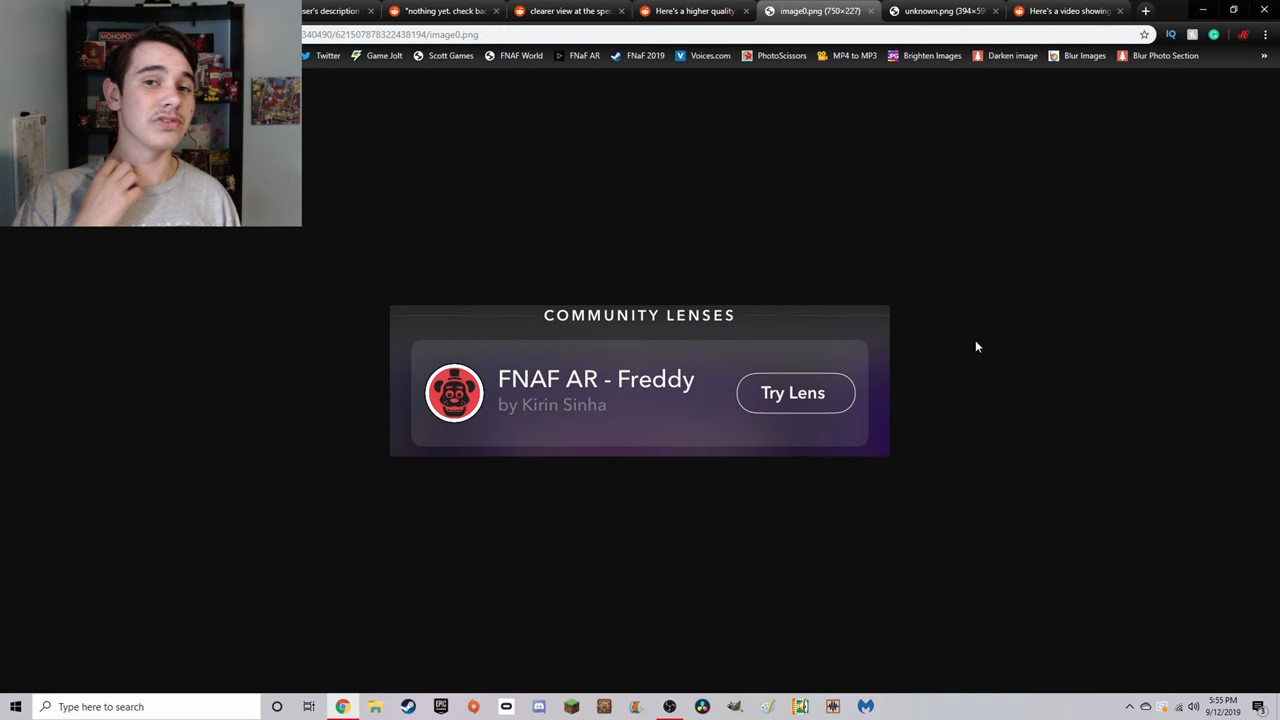 ser's description
"nothing yet. check bac
clearer view at the spe
Here's a higher quality
image0.png (750×227)
unknown.png (394×59
Here's a video showing
340490/621507878322438194/image0.png
Twitter
Game Jolt
Scott Games
FNAF World
FNAF AR
FNAF 2019
Voices.com
PhotoScissors
MP4 to MP3
Brighten Images
Darken image
Blur Images
Blur Photo Section
MONOPOLY
COMMUNITY LENSES
FNAF AR - Freddy
by Kirin Sinha
Try Lens
Type here to search
5:55 PM
9/12/2019